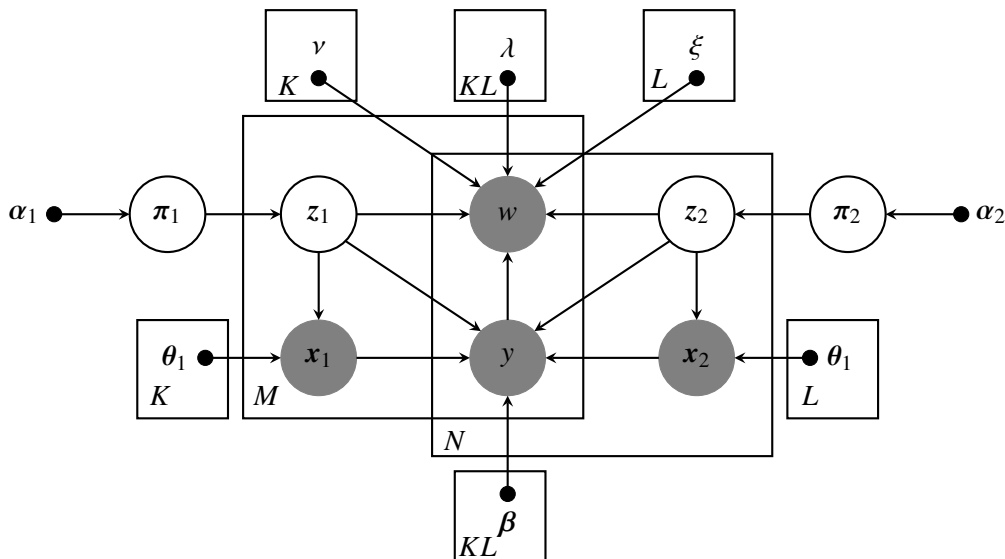 ν λ ξ
K KL L
α₁ π₁ z₁ w z₂ π₂ α₂
θ₁ x₁ y x₂ θ₁
K M L
N
β
KL